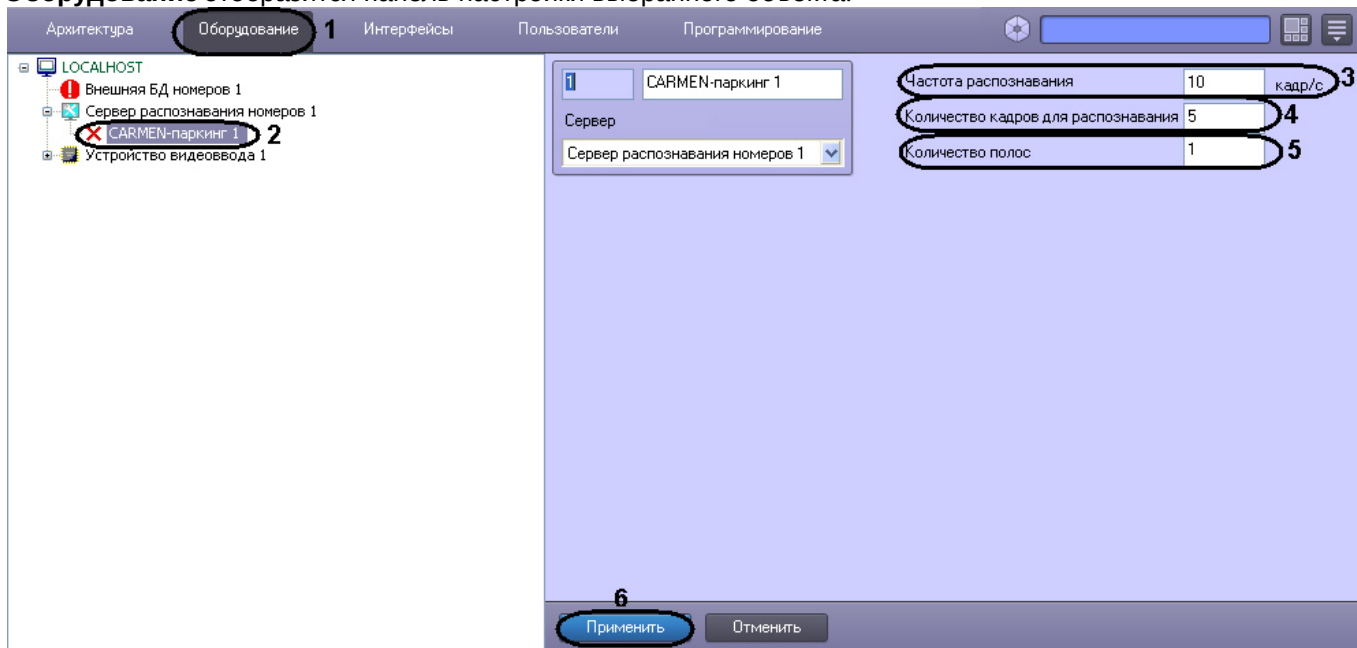 Оборудование отобразится панель настройки выбранного объекта.
Архитектура Оборудование 1 Интерфейсы Пользователи Программирование
LOCALHOST
Внешняя БД номеров 1
Сервер распознавания номеров 1
CARMEN-паркинг 1 2
Устройство видеоввода 1
1 CARMEN-паркинг 1
Сервер
Сервер распознавания номеров 1
Частота распознавания 10 кадр/с 3
Количество кадров для распознавания 5 4
Количество полос 1 5
6
Применить Отменить